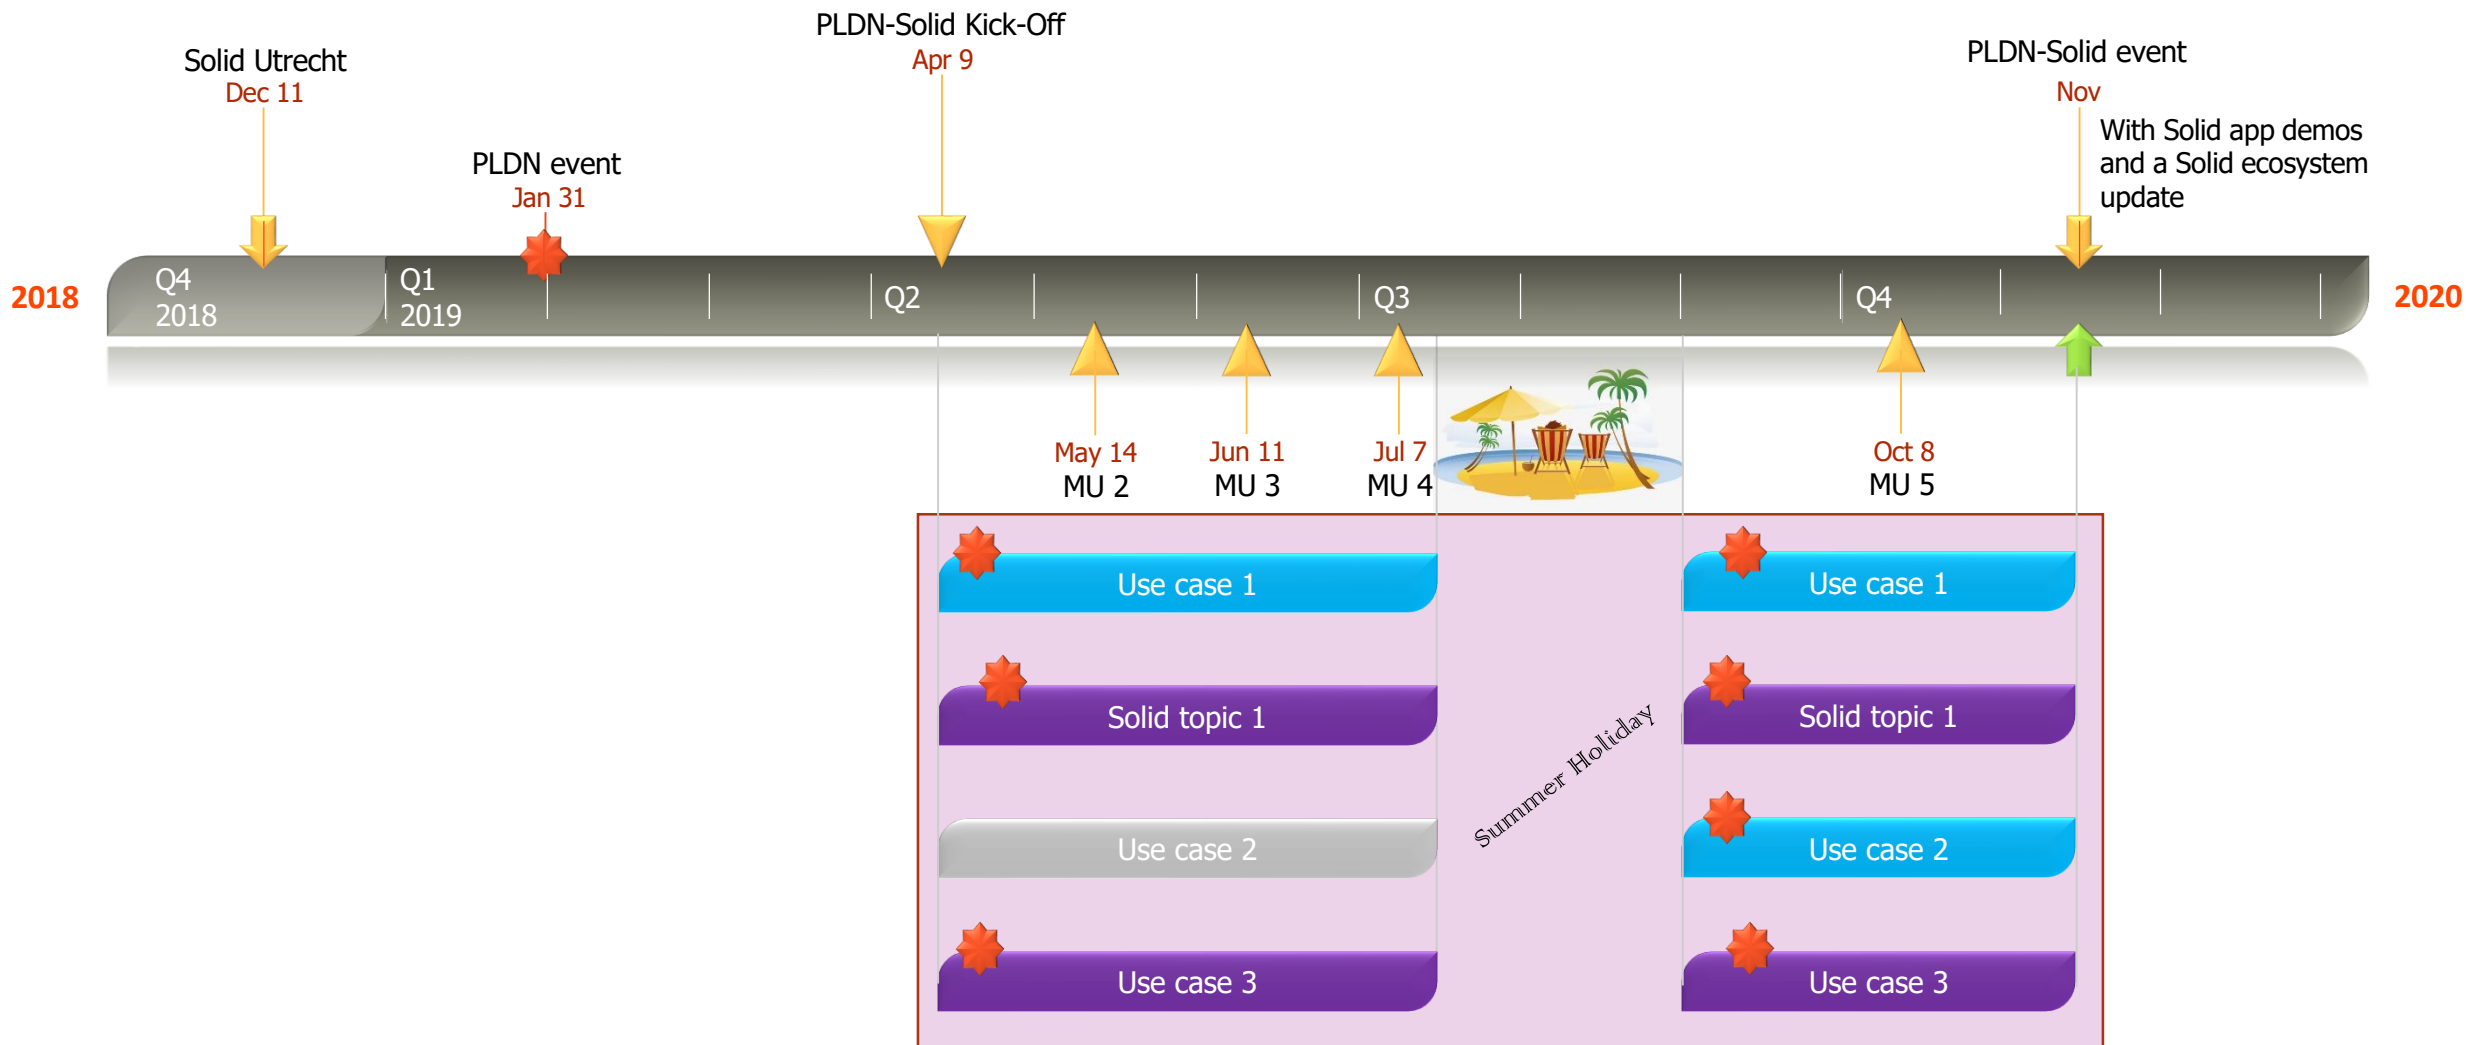 PLDN-Solid Kick-Off
Apr 9
Solid Utrecht
Dec 11
PLDN-Solid event
Nov
With Solid app demos
and a Solid ecosystem
update
PLDN event
Jan 31
2018
Q4
2018
Q1
2019
Q2
Q3
Q4
2020
May 14
MU 2
Jun 11
MU 3
Jul 7
MU 4
Oct 8
MU 5
Use case 1
Use case 1
Solid topic 1
Solid topic 1
Summer Holiday
Use case 2
Use case 2
Use case 3
Use case 3